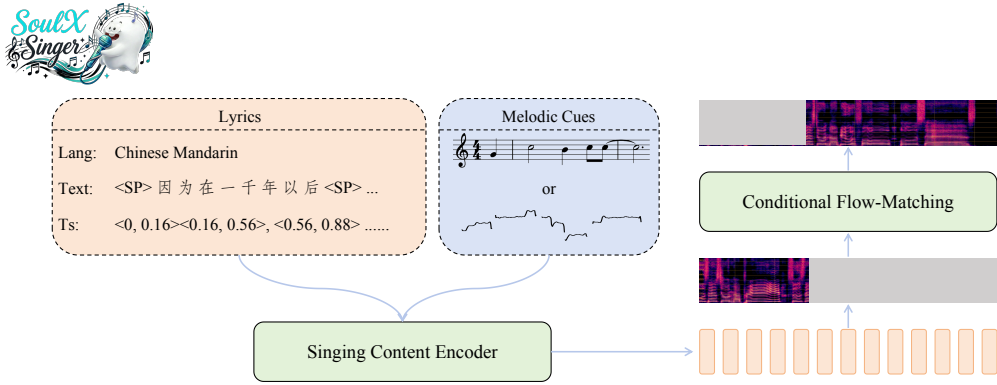 SoulX
Singer
Lyrics
Lang: Chinese Mandarin
Text: <SP> 因 为 在 一 千 年 以 后 <SP> ...
Ts: <0, 0.16><0.16, 0.56>, <0.56, 0.88> ......
Melodic Cues
4
4
or
Conditional Flow-Matching
Singing Content Encoder